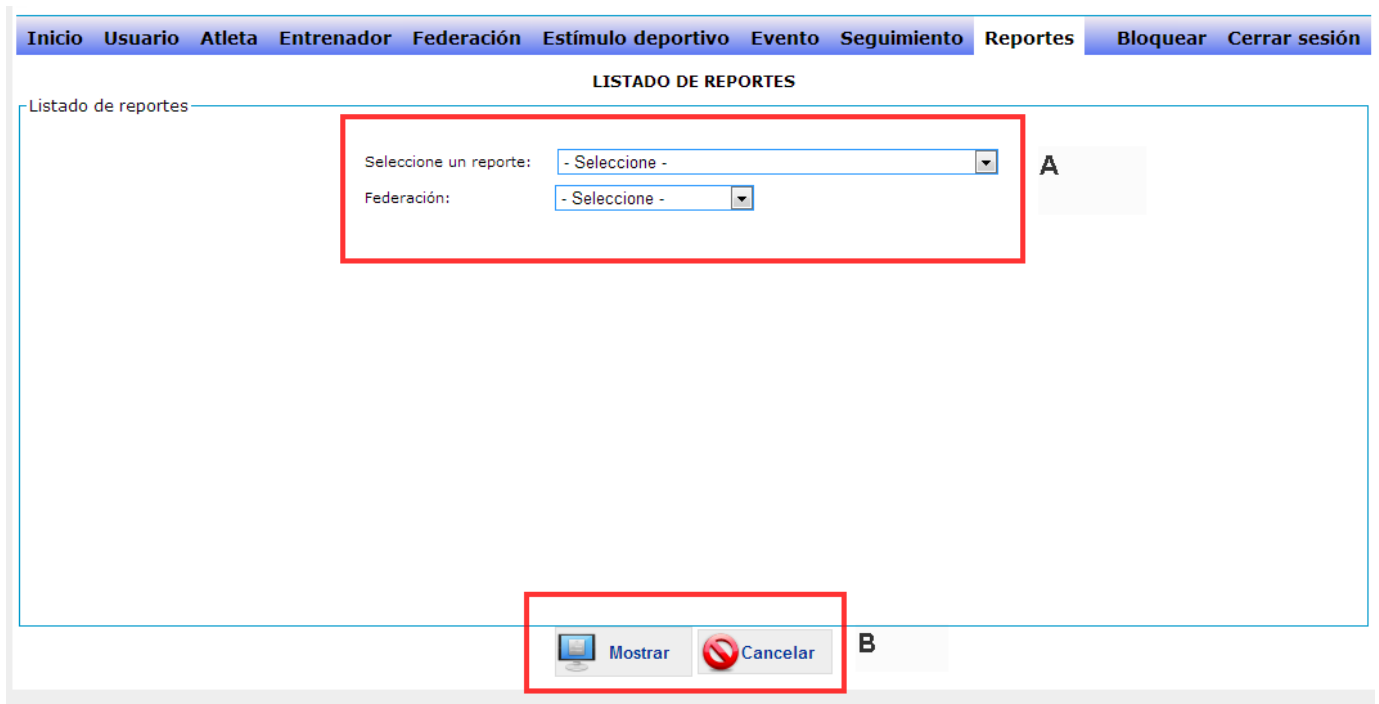 Inicio Usuario Atleta Entrenador Federación Estímulo deportivo Evento Seguimiento Reportes Bloquear Cerrar sesión
LISTADO DE REPORTES
Listado de reportes
Seleccione un reporte: - Seleccione - A
Federación: - Seleccione -
Mostrar Cancelar B